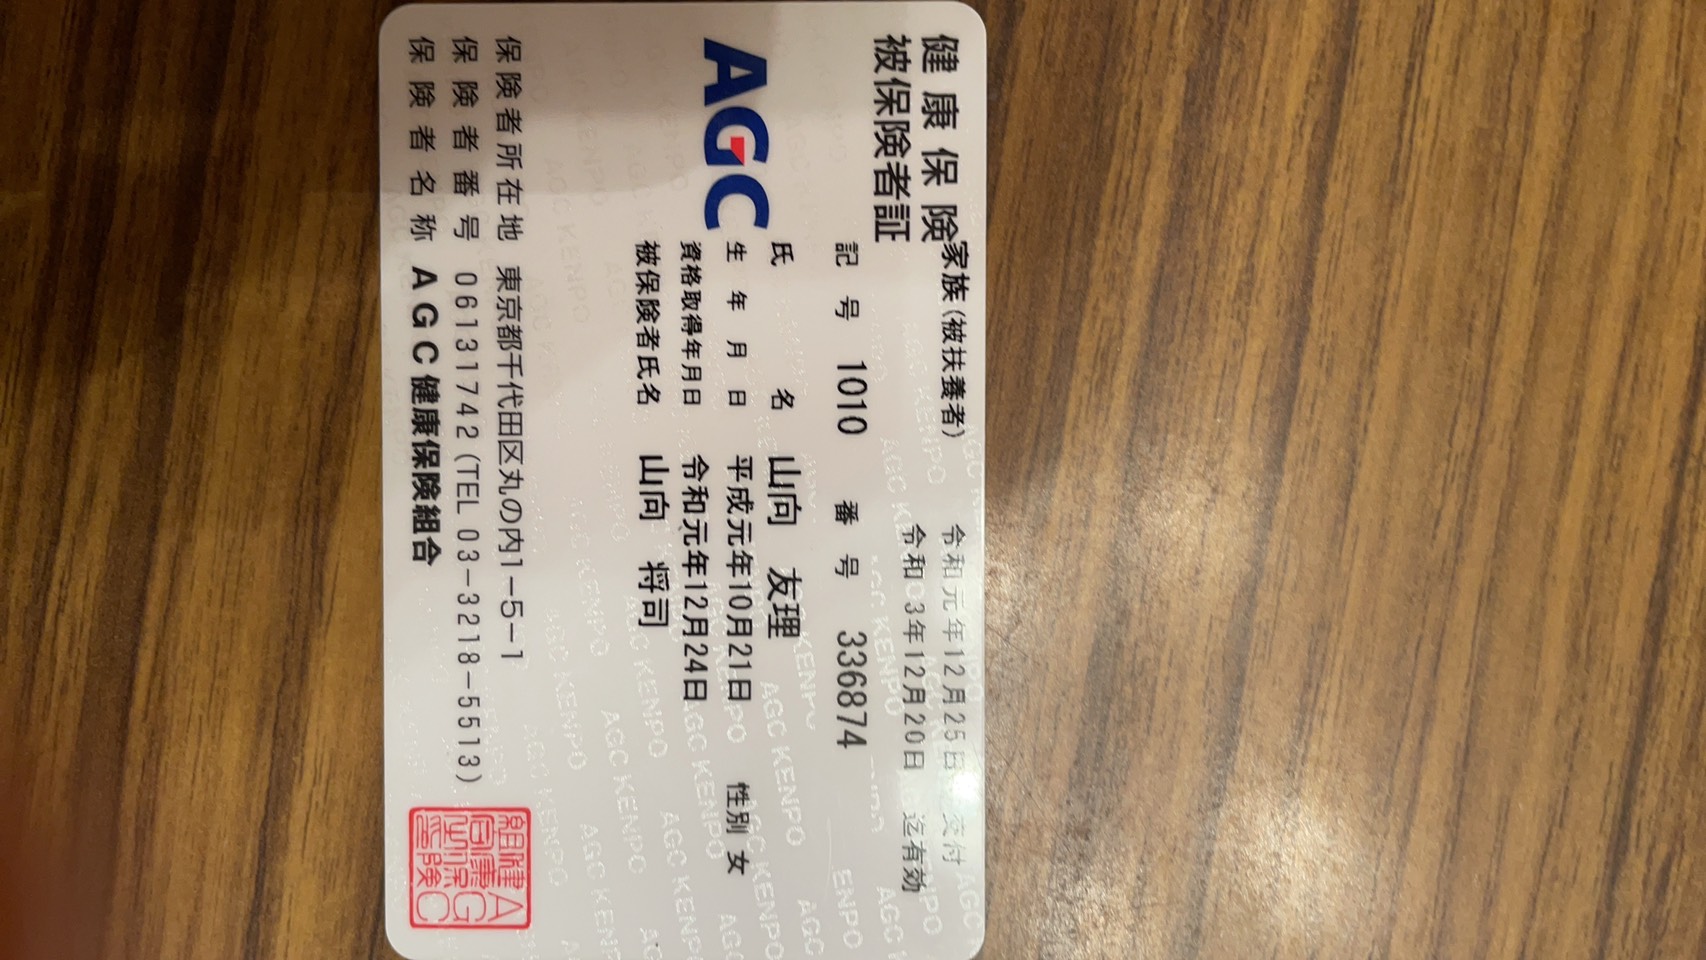 健康保険 家族(被扶養者) 令和元年12月25日 交付
被保険者証 令和03年12月20日 迄有効
記号 1010 番号 336874
AGC
氏名 山向 友理
生年月日 平成元年10月21日 性別 女
資格取得年月日 令和元年12月24日
被保険者氏名 山向 将司
保険者所在地 東京都千代田区丸の内1-5-1
保険者番号 06131742(TEL 03-3218-5513)
保険者名称 AGC健康保険組合